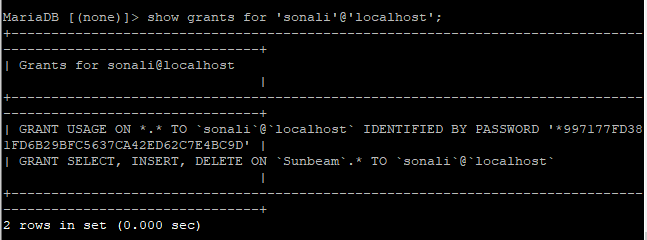 MariaDB [(none)]> show grants for 'sonali'@'localhost';
+--------------------------------------------------------------------------------
---------------------------------+
| Grants for sonali@localhost
                                 |
+--------------------------------------------------------------------------------
---------------------------------+
| GRANT USAGE ON *.* TO `sonali`@`localhost` IDENTIFIED BY PASSWORD '*997177FD38
1FD6B29BFC5637CA42ED62C7E4BC9D' |
| GRANT SELECT, INSERT, DELETE ON `Sunbeam`.* TO `sonali`@`localhost`
                                 |
+--------------------------------------------------------------------------------
---------------------------------+
2 rows in set (0.000 sec)